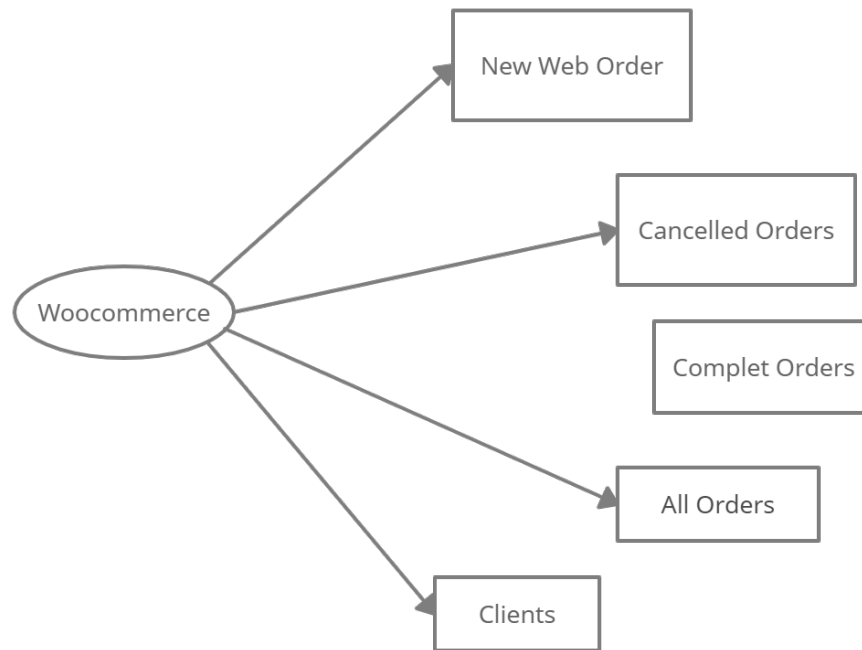 New Web Order
Cancelled Orders
Woocommerce
Complet Orders
All Orders
Clients